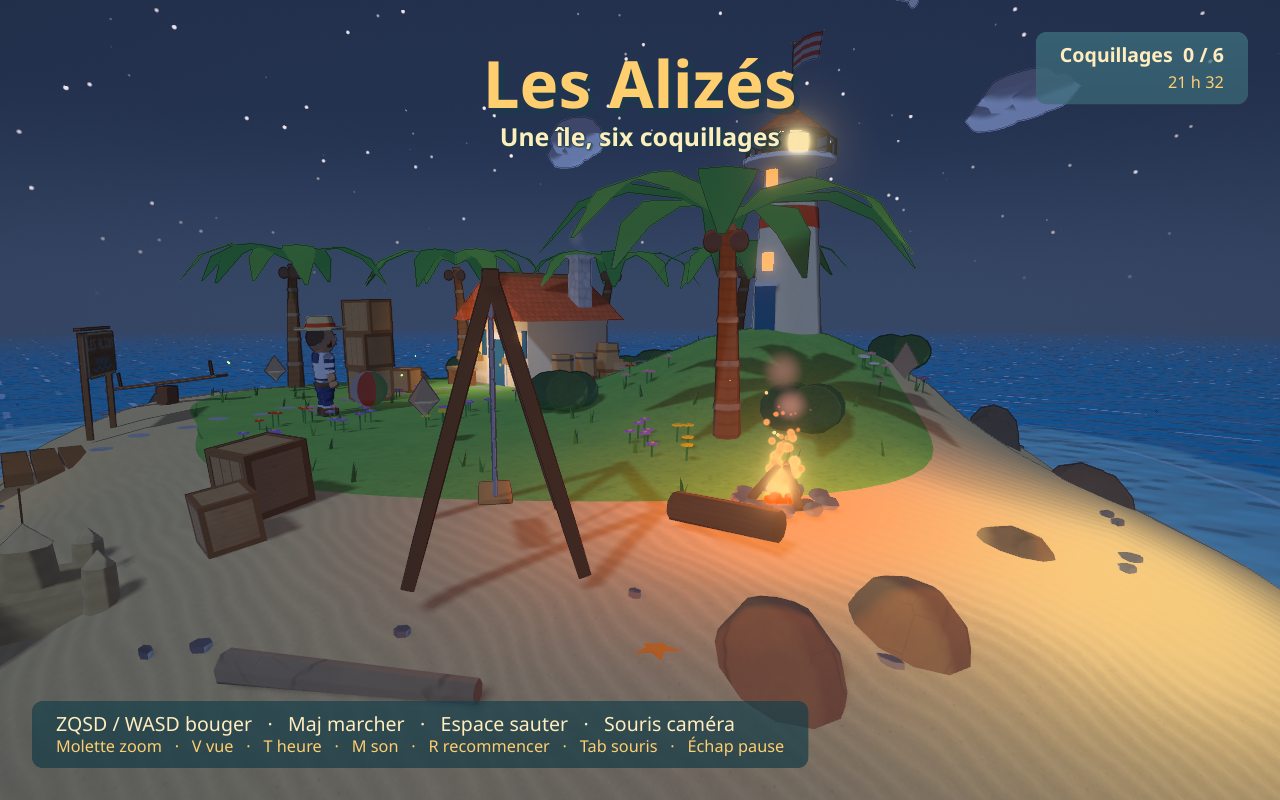 Les Alizés
Une île, six coquillages
Coquillages 0 / 6
21 h 32
ZQSD / WASD bouger · Maj marcher · Espace sauter · Souris caméra
Molette zoom · V vue · T heure · M son · R recommencer · Tab souris · Échap pause